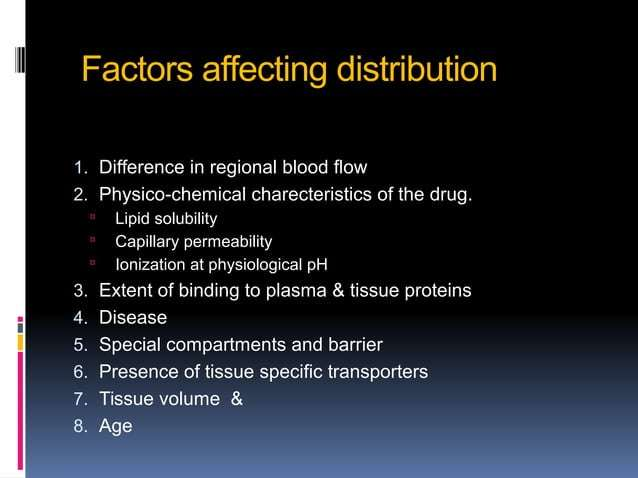 Factors affecting distribution
1. Difference in regional blood flow
2. Physico-chemical charecteristics of the drug.
Lipid solubility
Capillary permeability
Ionization at physiological pH
3. Extent of binding to plasma & tissue proteins
4. Disease
5. Special compartments and barrier
6. Presence of tissue specific transporters
7. Tissue volume &
8. Age